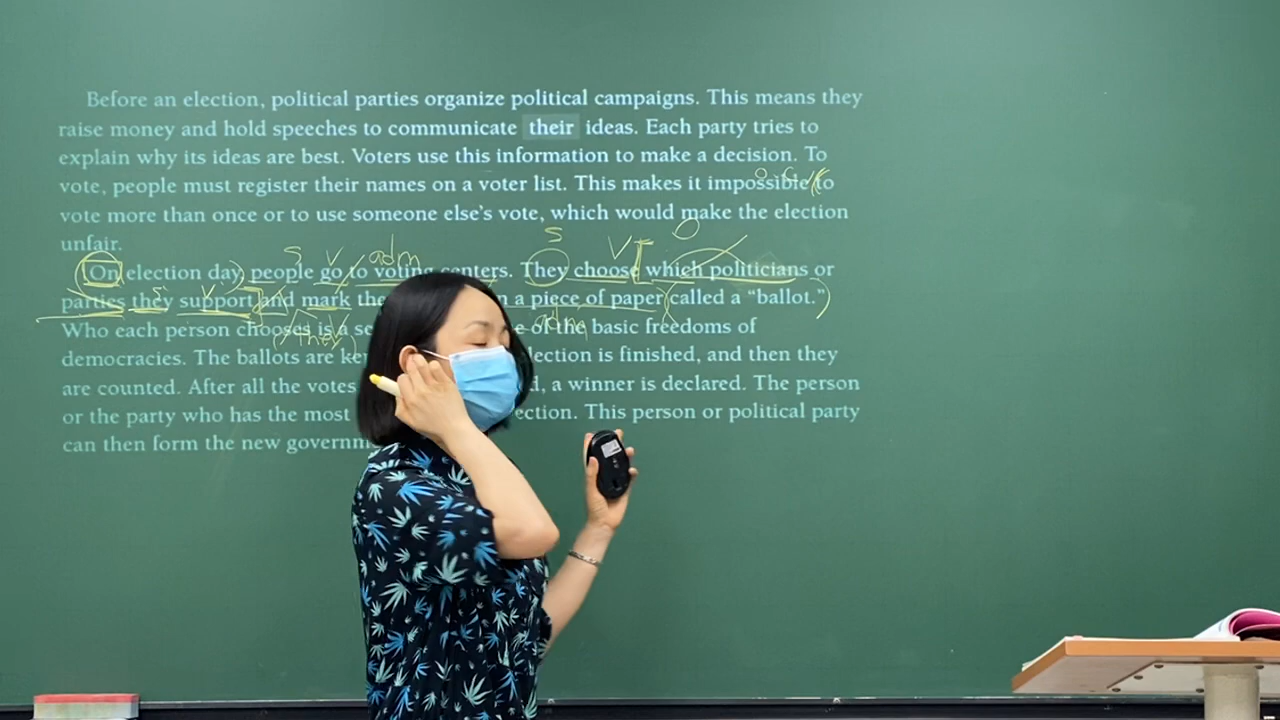 Before an election, political parties organize political campaigns. This means they
raise money and hold speeches to communicate their ideas. Each party tries to
explain why its ideas are best. Voters use this information to make a decision. To
vote, people must register their names on a voter list. This makes it impossible to
vote more than once or to use someone else's vote, which would make the election
unfair.
S V adm S V O
On election day, people go to voting centers. They choose which politicians or
parties they support and mark the a piece of paper called a "ballot."
S V
(they) adm
Who each person chooses is a se of the basic freedoms of
democracies. The ballots are lection is finished, and then they
are counted. After all the votes a winner is declared. The person
or the party who has the most This person or political party
can then form the new